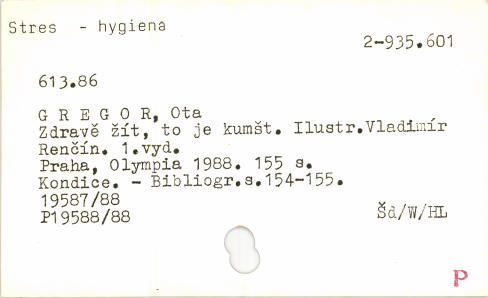 Stres - hygiena
2-935.601
613.86
G R E G O R, Ota
Zdravě žít, to je kumšt. Ilustr.Vladimír
Renčín. 1.vyd.
Praha, Olympia 1988. 155 s.
Kondice. - Bibliogr.s.154-155.
19587/88
P19588/88 Šd/W/HL
P